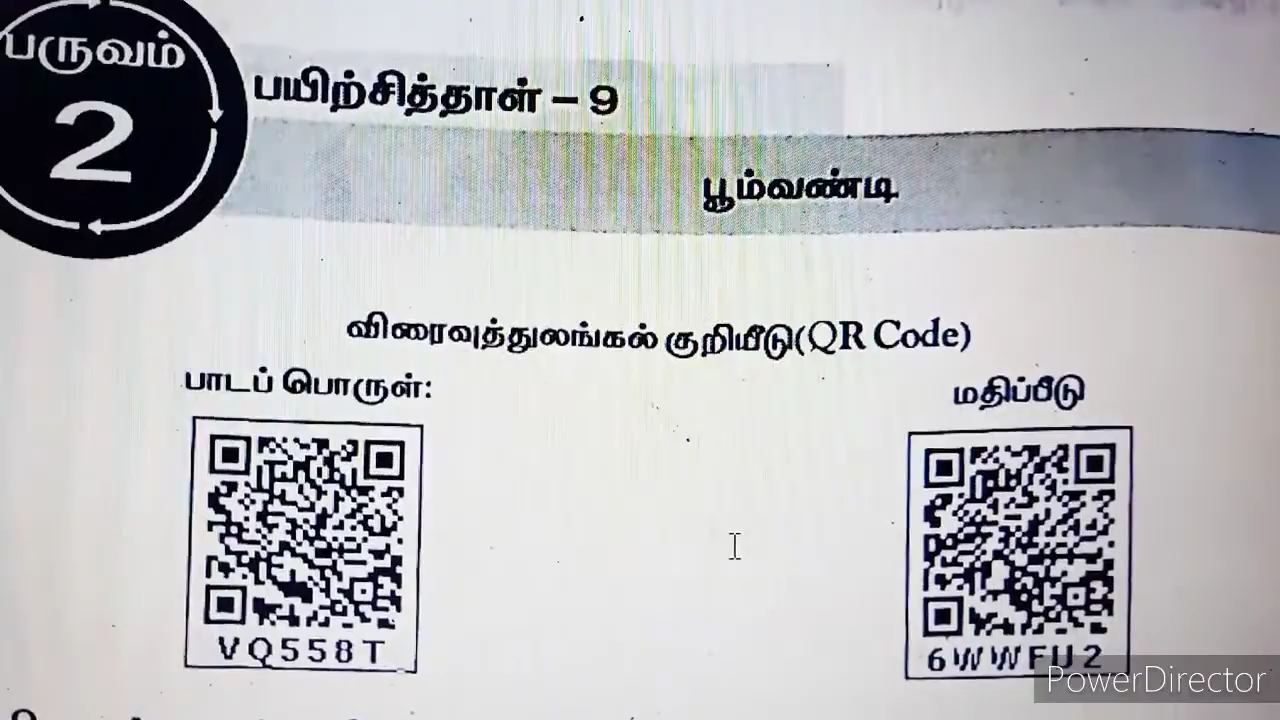 பருவம்
2
பயிற்சித்தாள் – 9
பூம்வண்டி
விரைவுத்துலங்கல் குறியீடு(QR Code)
பாடப் பொருள்:
மதிப்பீடு
VQ558T
6WWFU2
PowerDirector